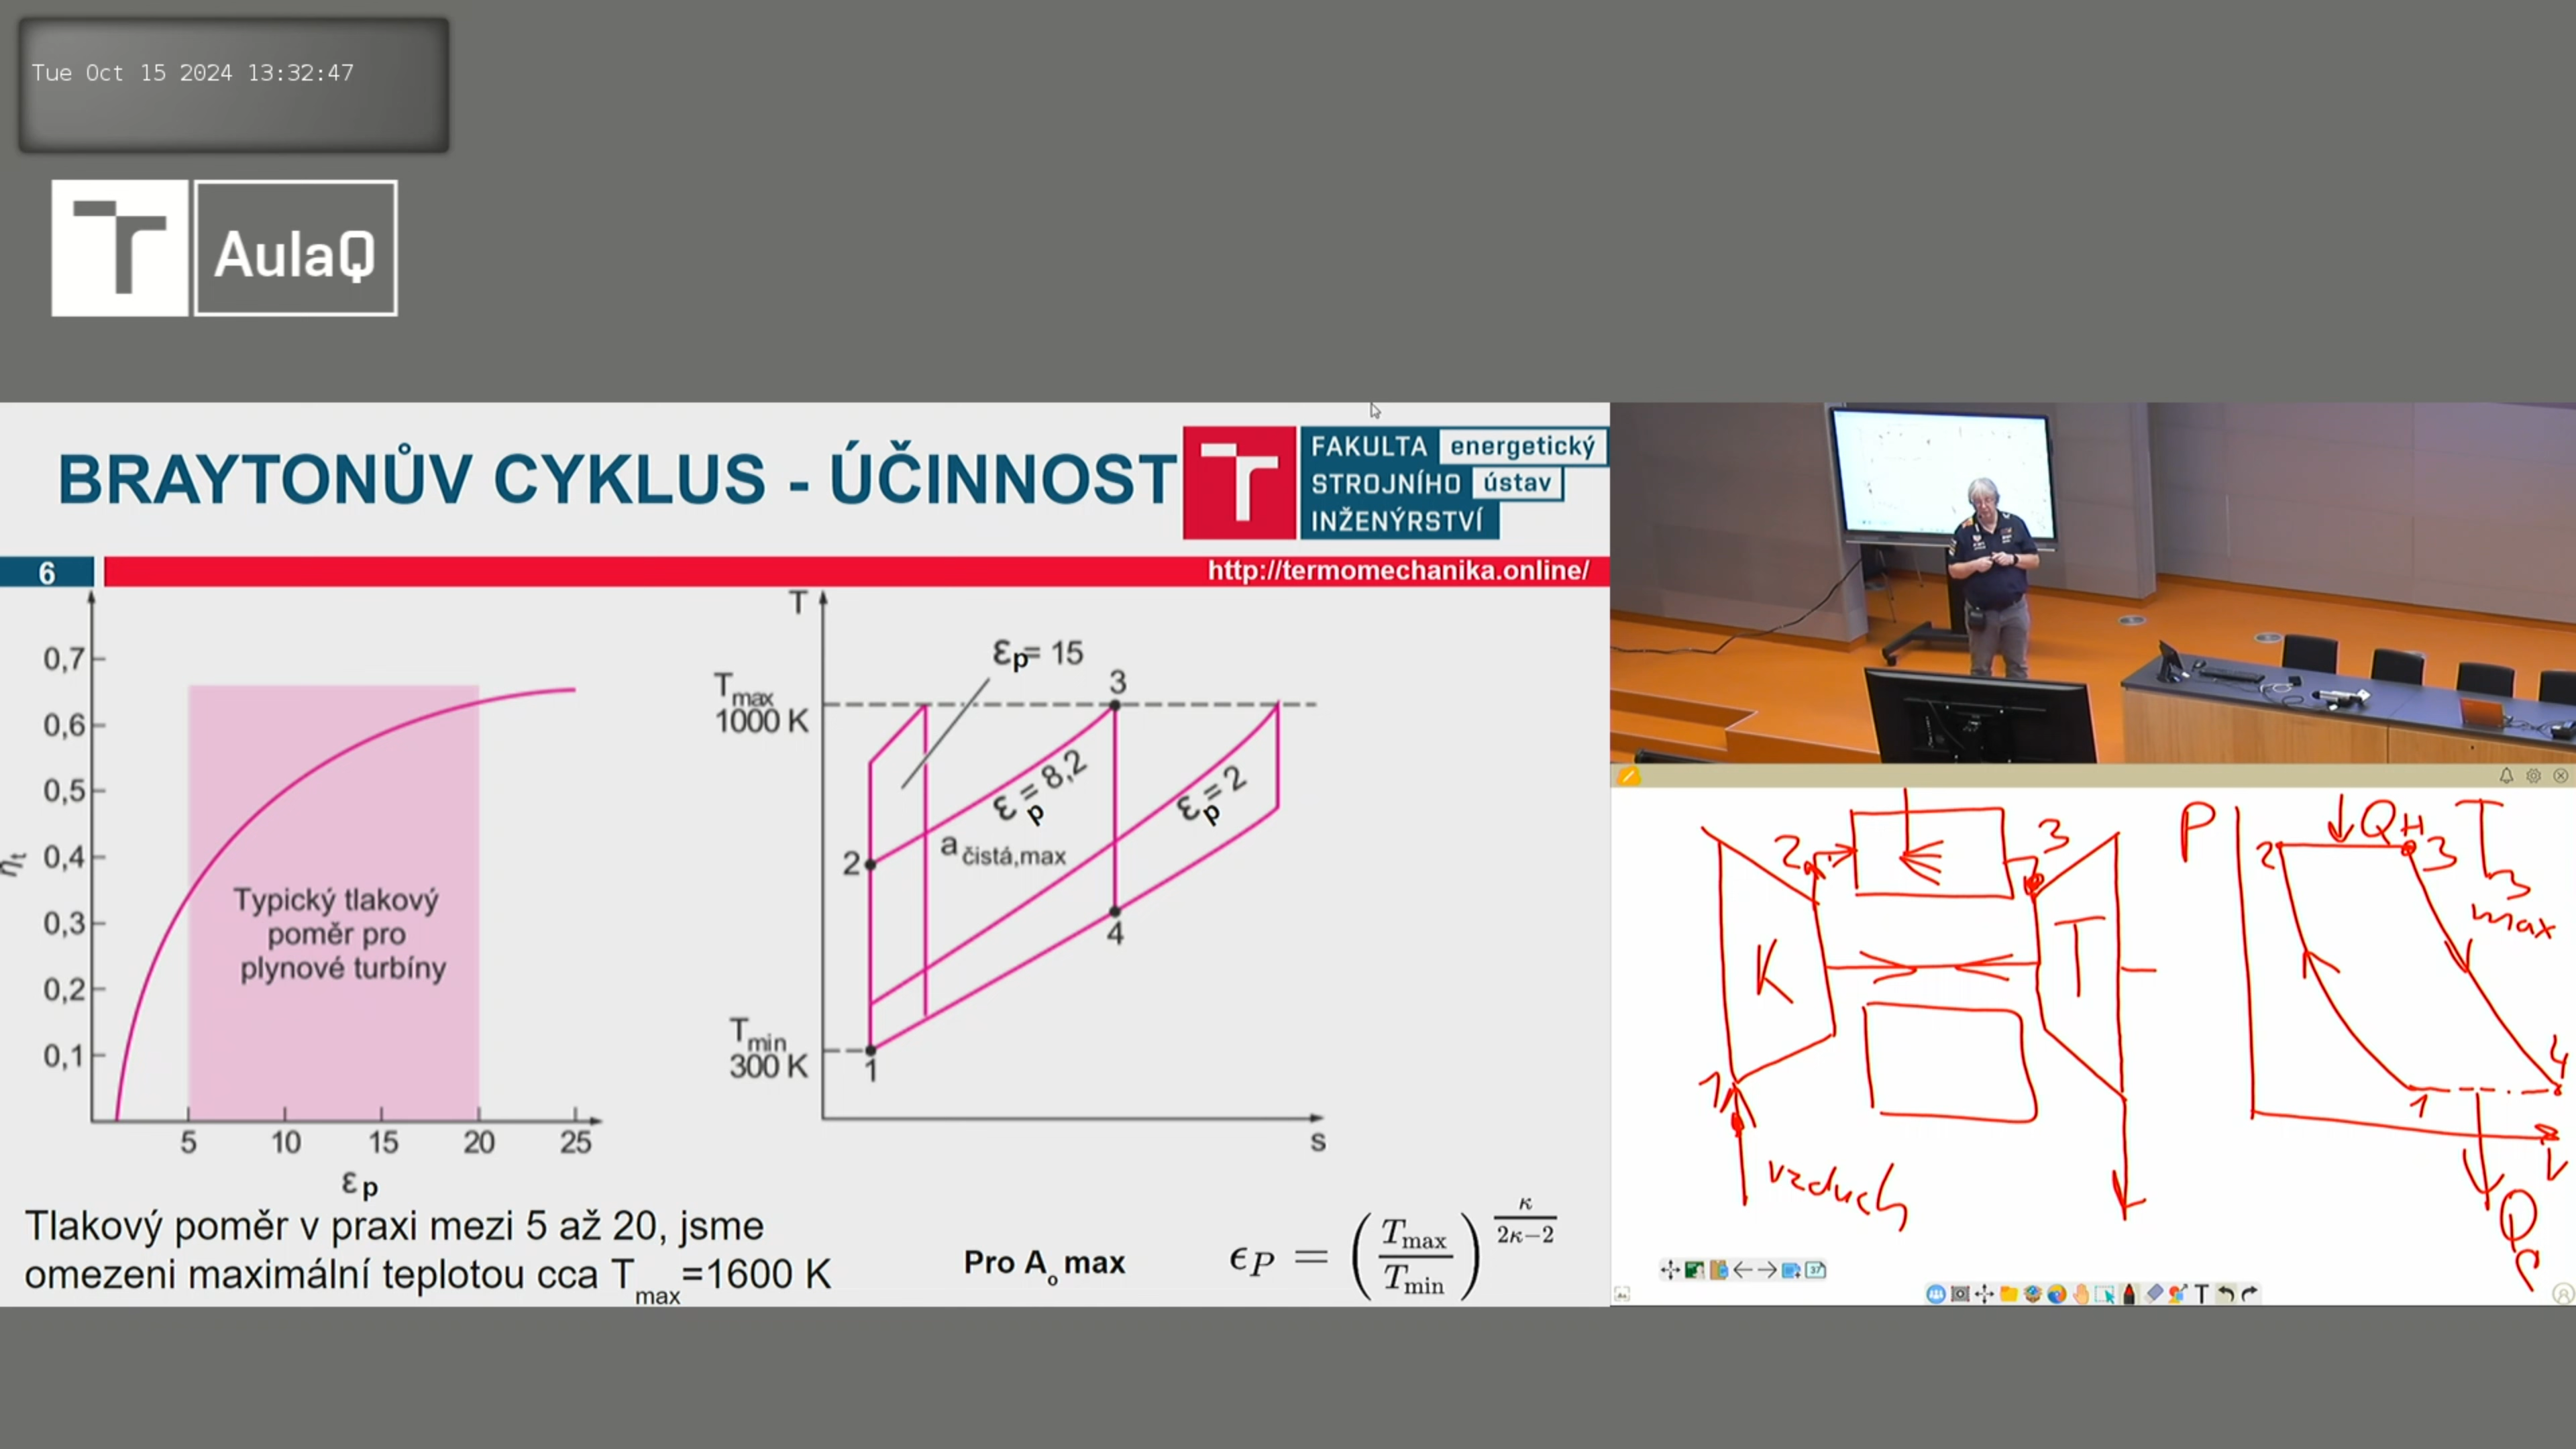 Tue Oct 15 2024 13:32:47
AulaQ
BRAYTONŮV CYKLUS - ÚČINNOST
FAKULTA energetický
STROJNÍHO ústav
INŽENÝRSTVÍ
6
http://termomechanika.online/
0,7
0,6
0,5
0,4
0,3
0,2
0,1
ηt
Typický tlakový
poměr pro
plynové turbíny
5 10 15 20 25
εp
T
εp= 15
Tmax
1000 K
3
εp = 8,2
εp = 2
2
a čistá,max
4
Tmin
300 K
1
s
Tlakový poměr v praxi mezi 5 až 20, jsme
omezeni maximální teplotou cca Tmax=1600 K
Pro Ao max
ϵP = (Tmax/Tmin)^(κ/(2κ−2))
2
3
K
T
1
vzduch
P
QH
2
3
T3
max
4
1
V
37
T